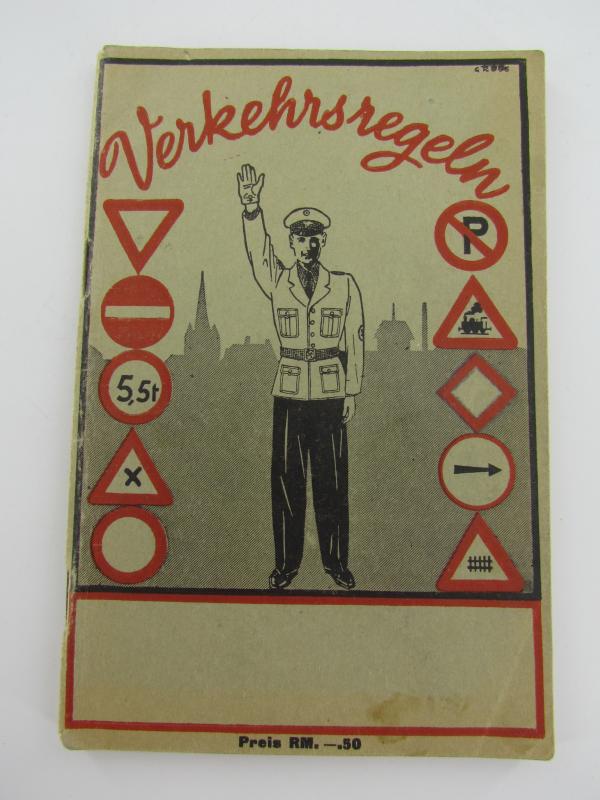 Verkehrsregeln
P
5,5t
Preis RM. —.50